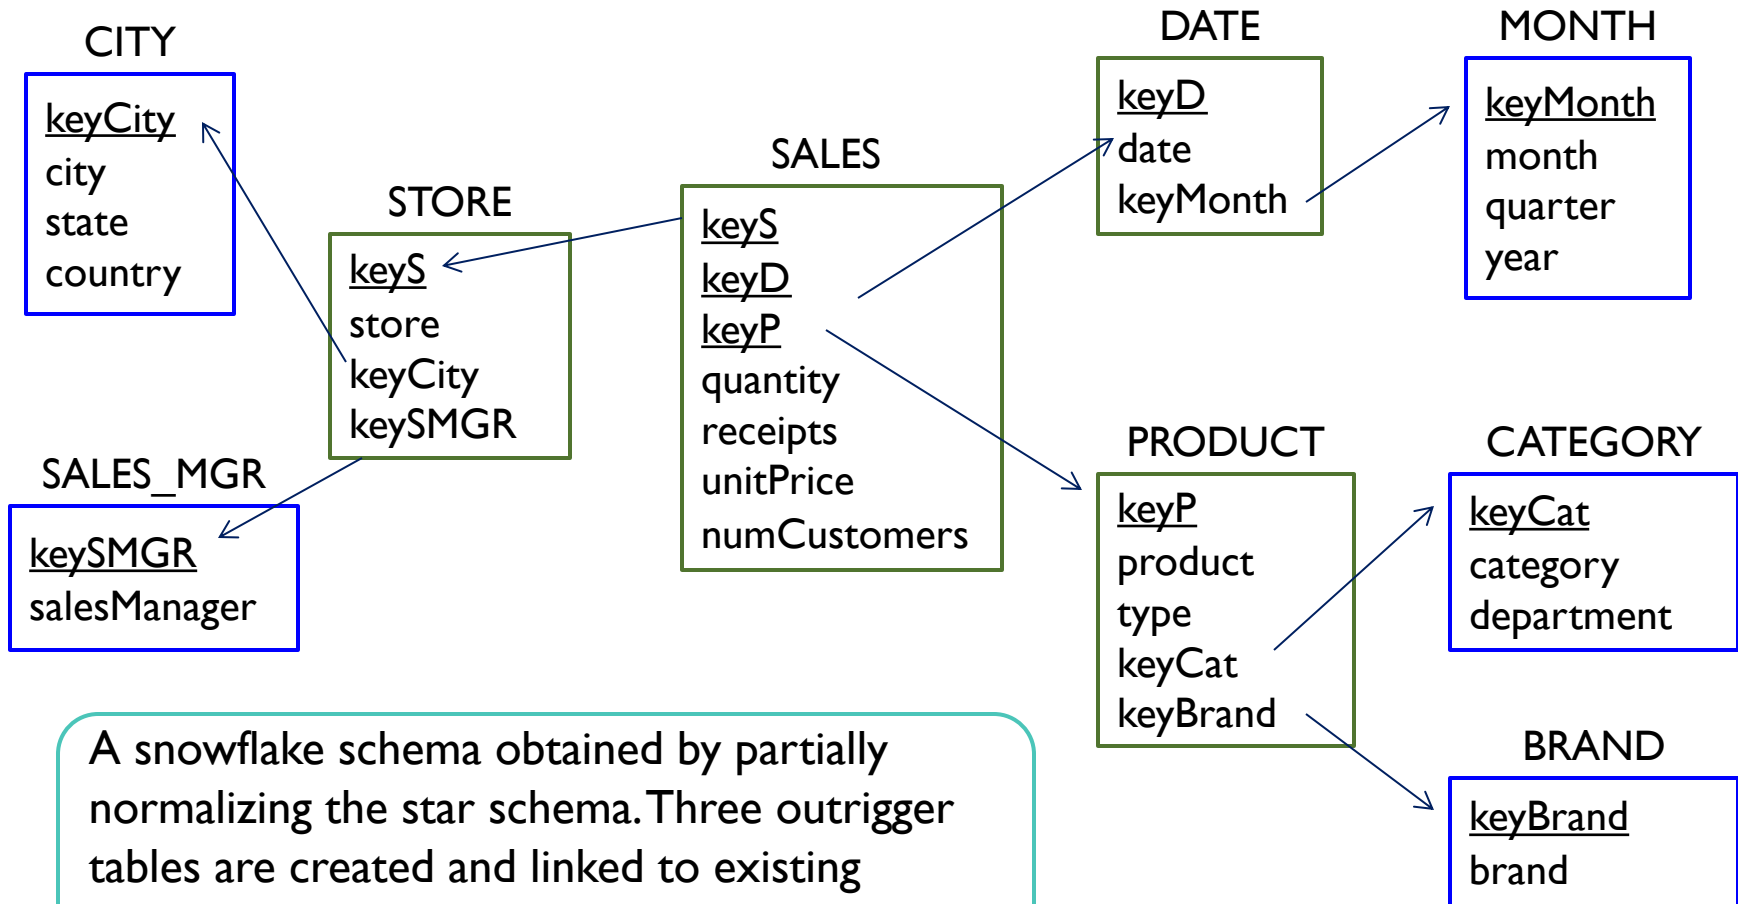 CITY
keyCity
city
state
country
STORE
keyS
store
keyCity
keySMGR
SALES_MGR
keySMGR
salesManager
SALES
keyS
keyD
keyP
quantity
receipts
unitPrice
numCustomers
DATE
keyD
date
keyMonth
MONTH
keyMonth
month
quarter
year
PRODUCT
keyP
product
type
keyCat
keyBrand
CATEGORY
keyCat
category
department
BRAND
keyBrand
brand
A snowflake schema obtained by partially
normalizing the star schema. Three outrigger
tables are created and linked to existing